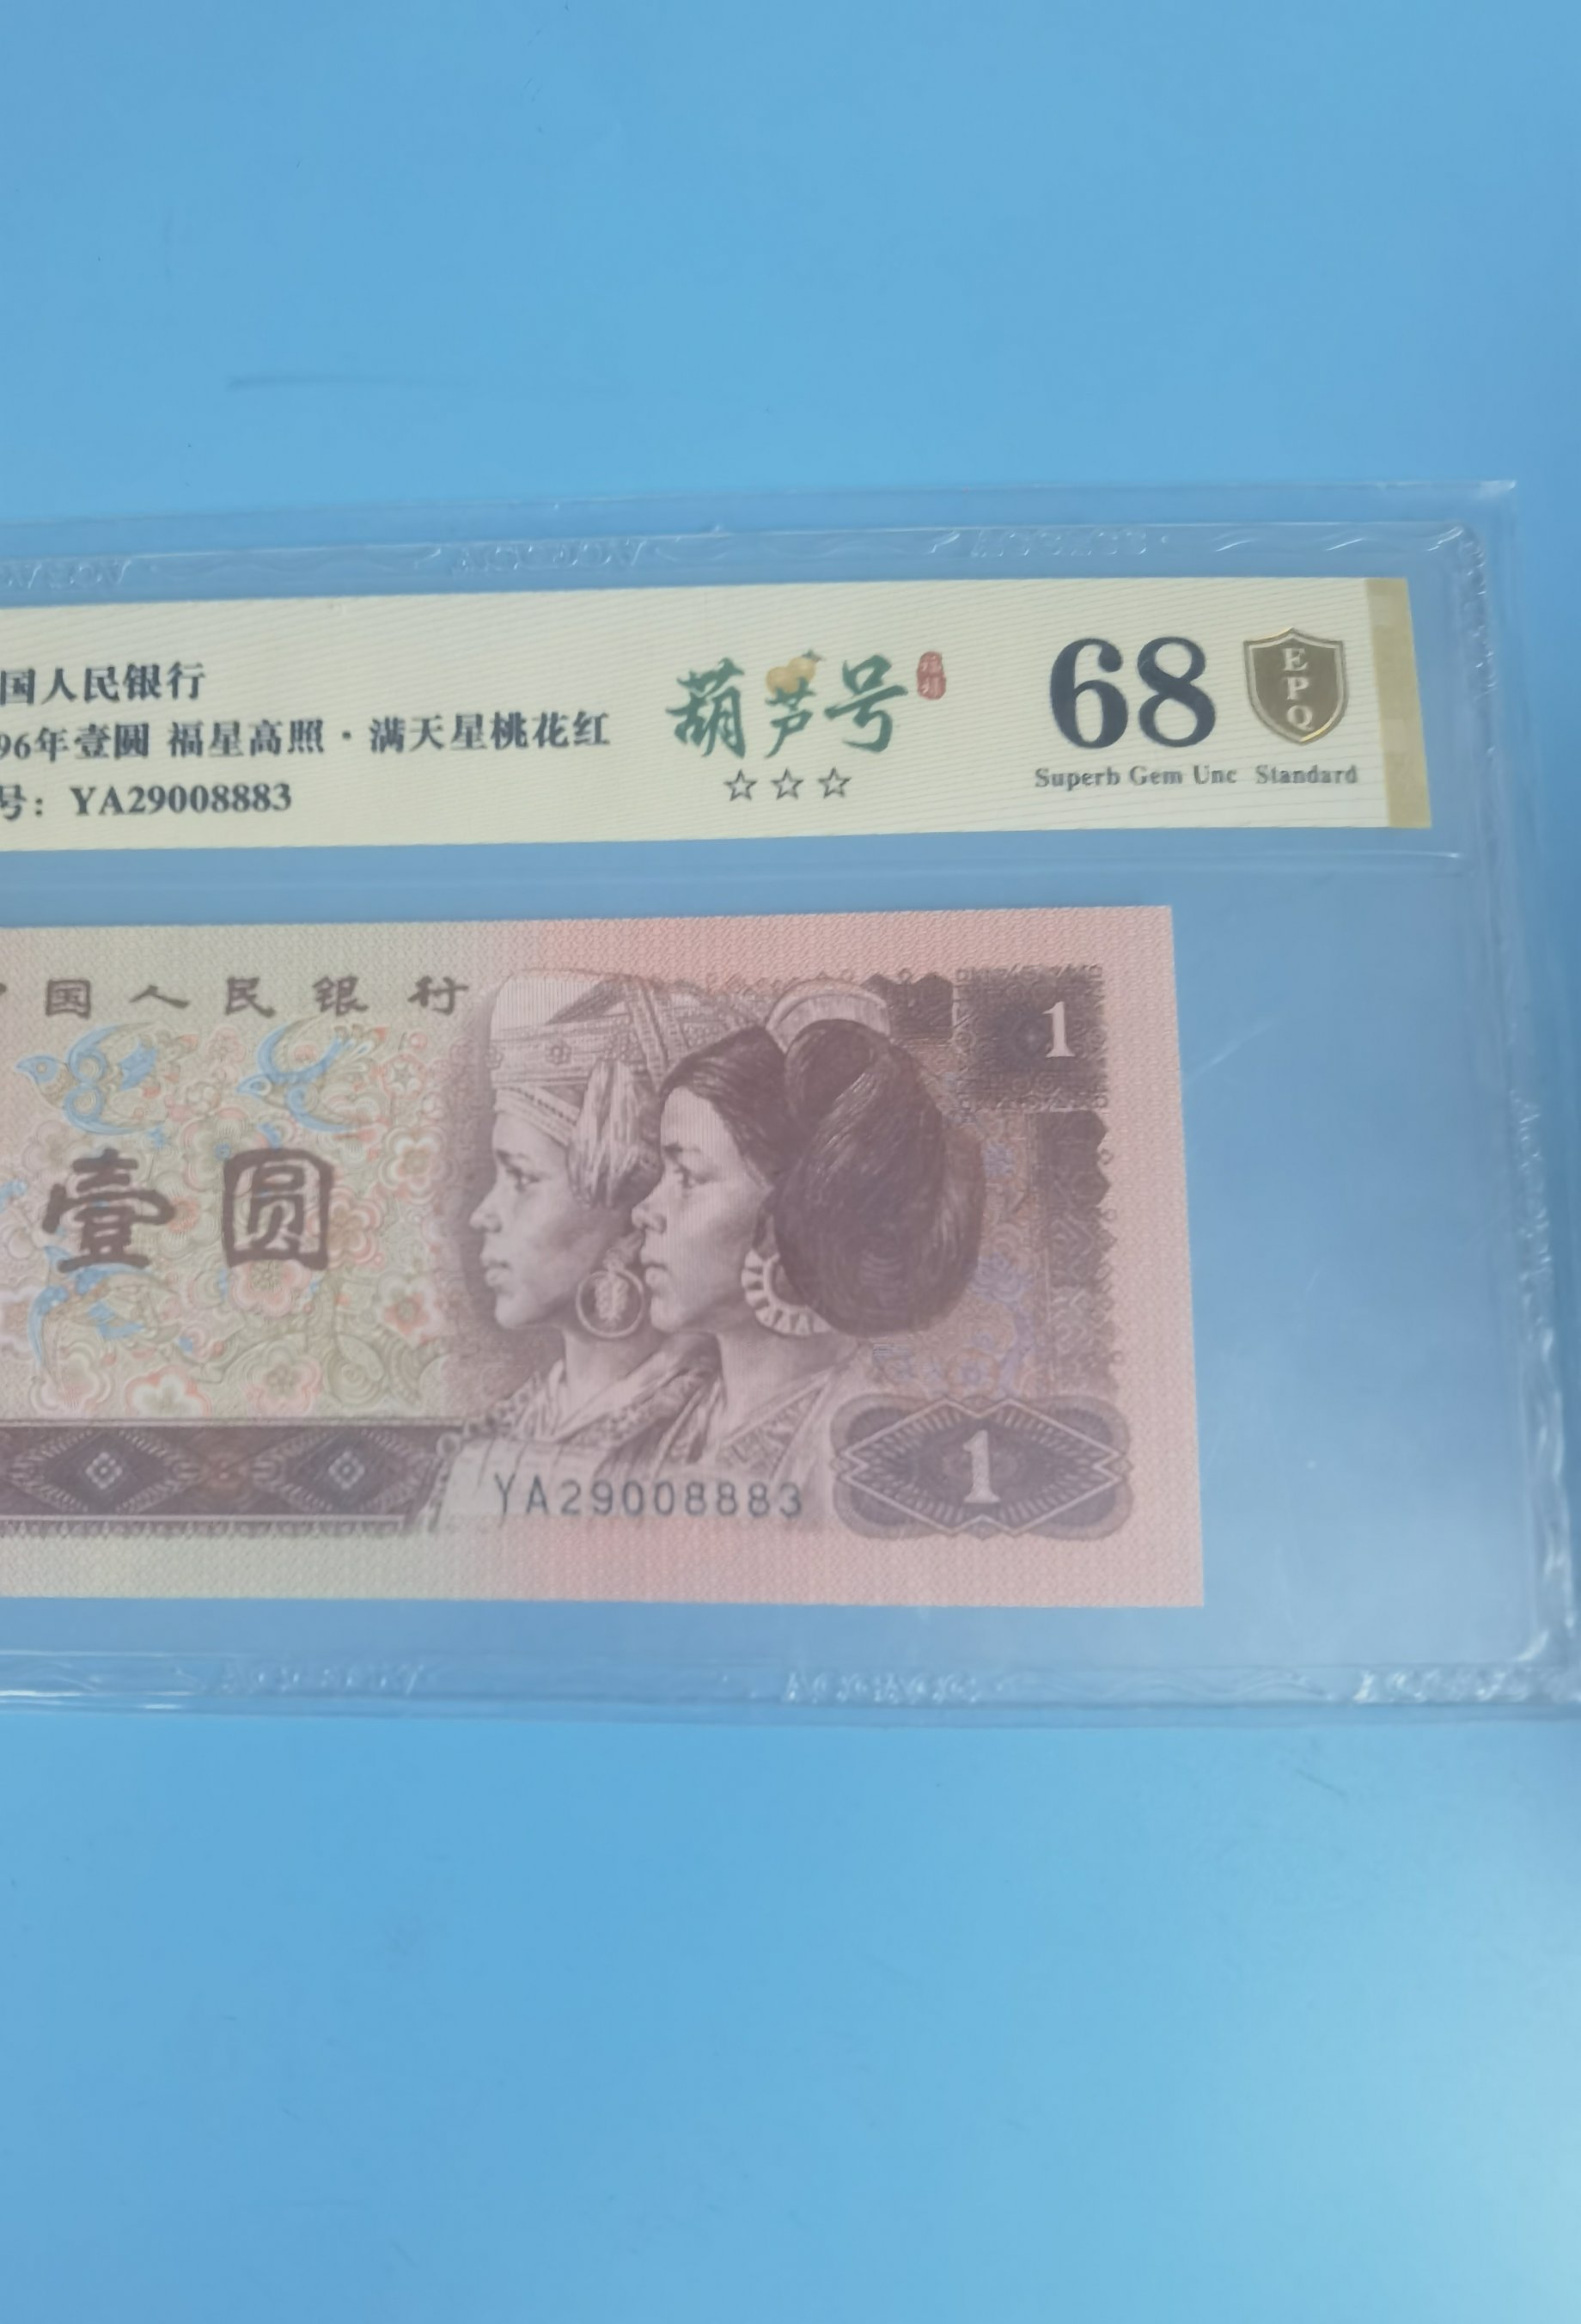 国人民银行
96年壹圆 福星高照·满天星桃花红
号: YA29008883
葫芦号
☆☆☆
68
EPQ
Superb Gem Unc Standard
国人民银行
1
壹圆
YA29008883
1